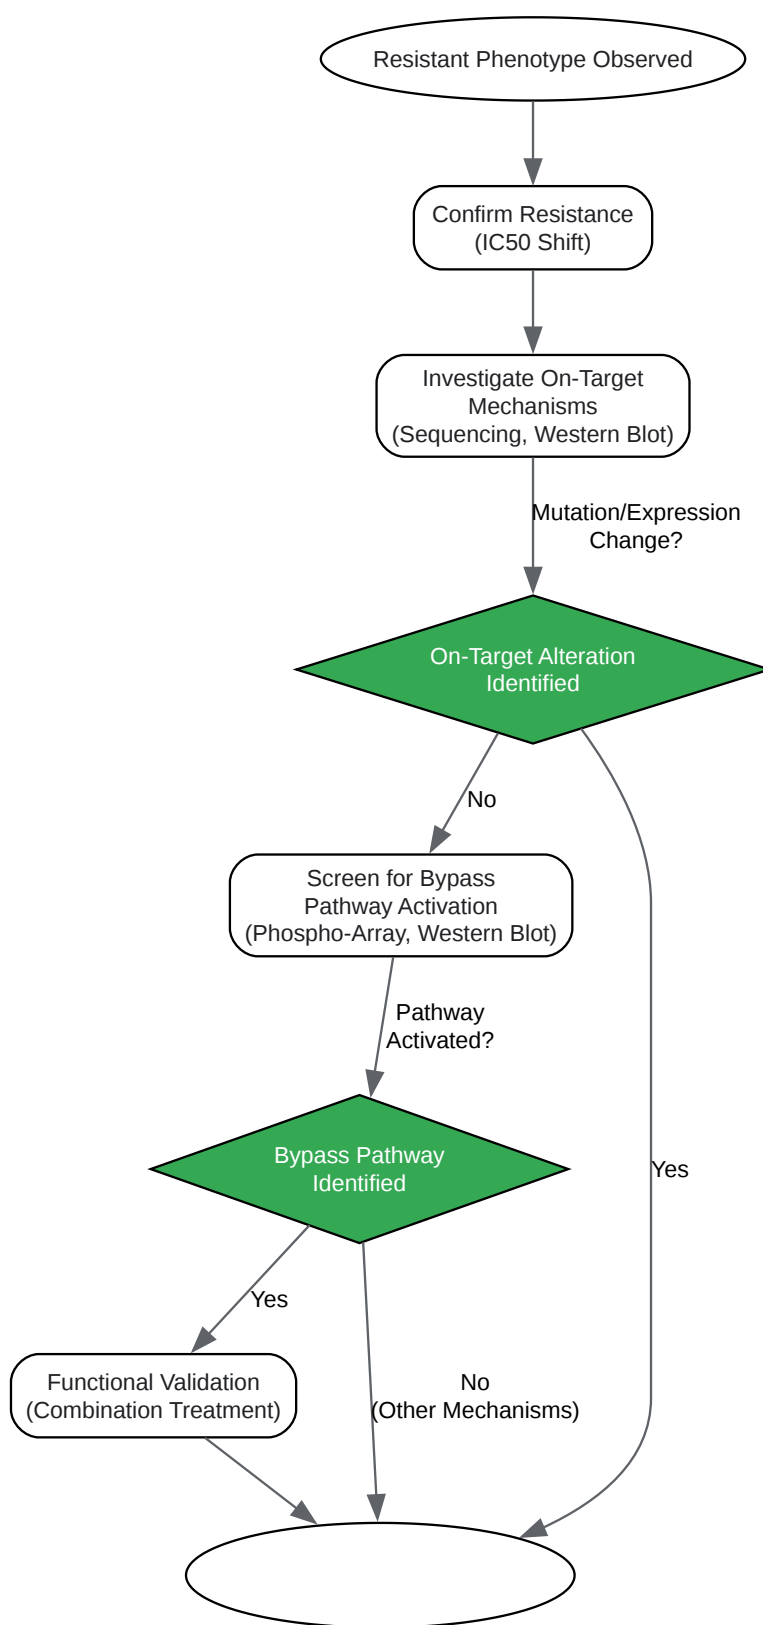 Resistant Phenotype Observed
Confirm Resistance
(IC50 Shift)
Investigate On-Target
Mechanisms
(Sequencing, Western Blot)
Mutation/Expression
Change?
On-Target Alteration
Identified
No
Screen for Bypass
Pathway Activation
(Phospho-Array, Western Blot)
Pathway
Activated?
Bypass Pathway
Identified
Yes
Yes
Functional Validation
(Combination Treatment)
No
(Other Mechanisms)